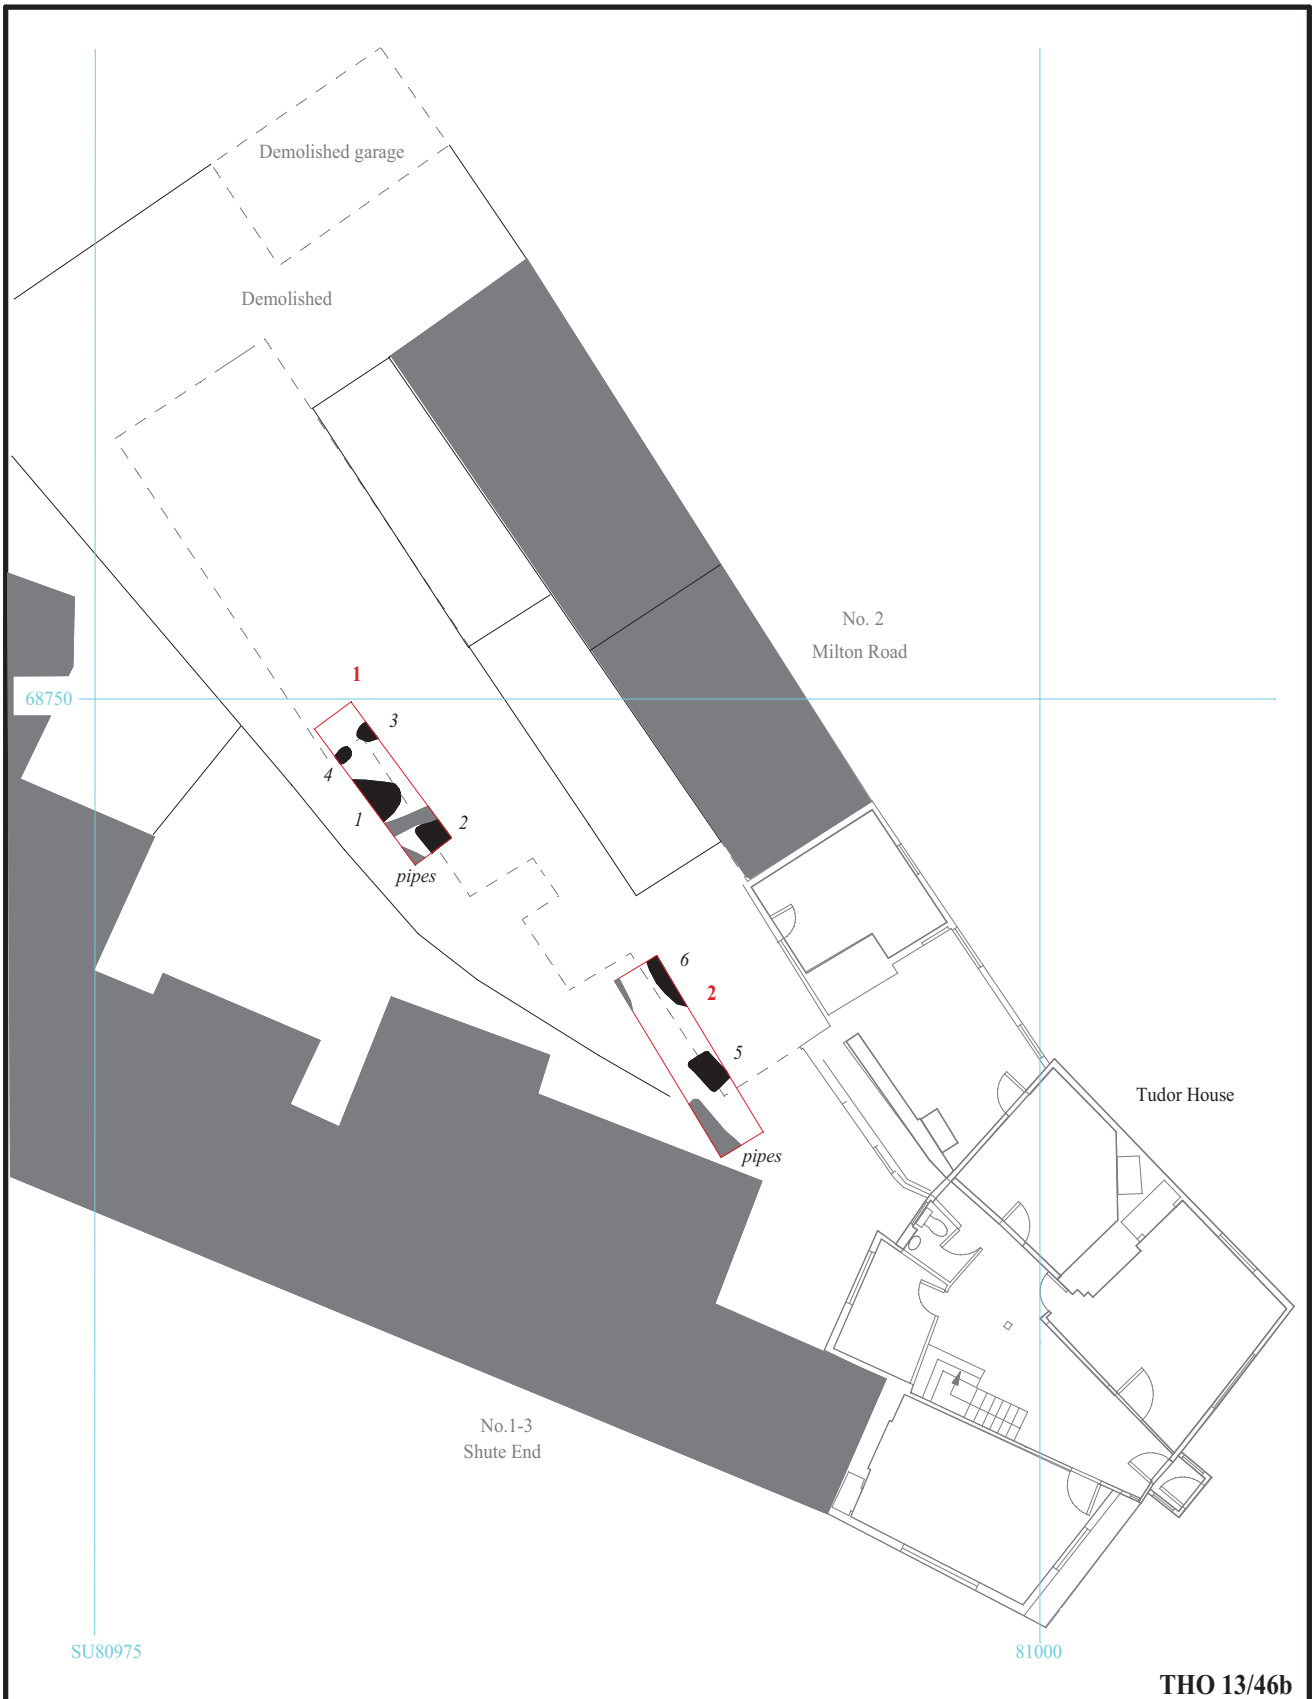 Demolished garage
Demolished
No. 2
Milton Road
1
68750
3
4
1
2
pipes
6
2
5
Tudor House
pipes
No.1-3
Shute End
SU80975
81000
THO 13/46b